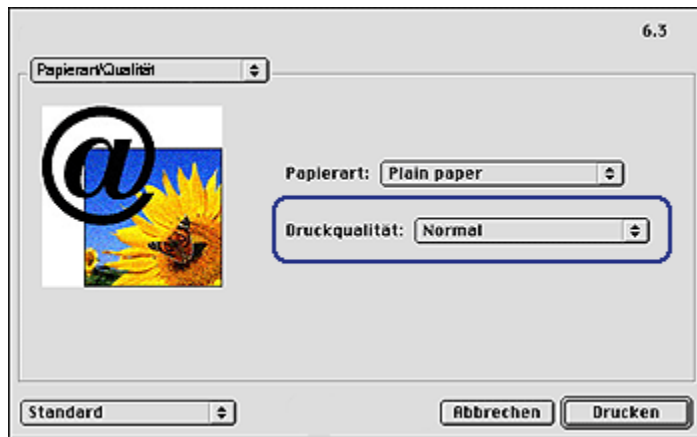 6.3
Papierart/Qualität
@
Papierart: Plain paper
Druckqualität: Normal
Standard
Abbrechen
Drucken